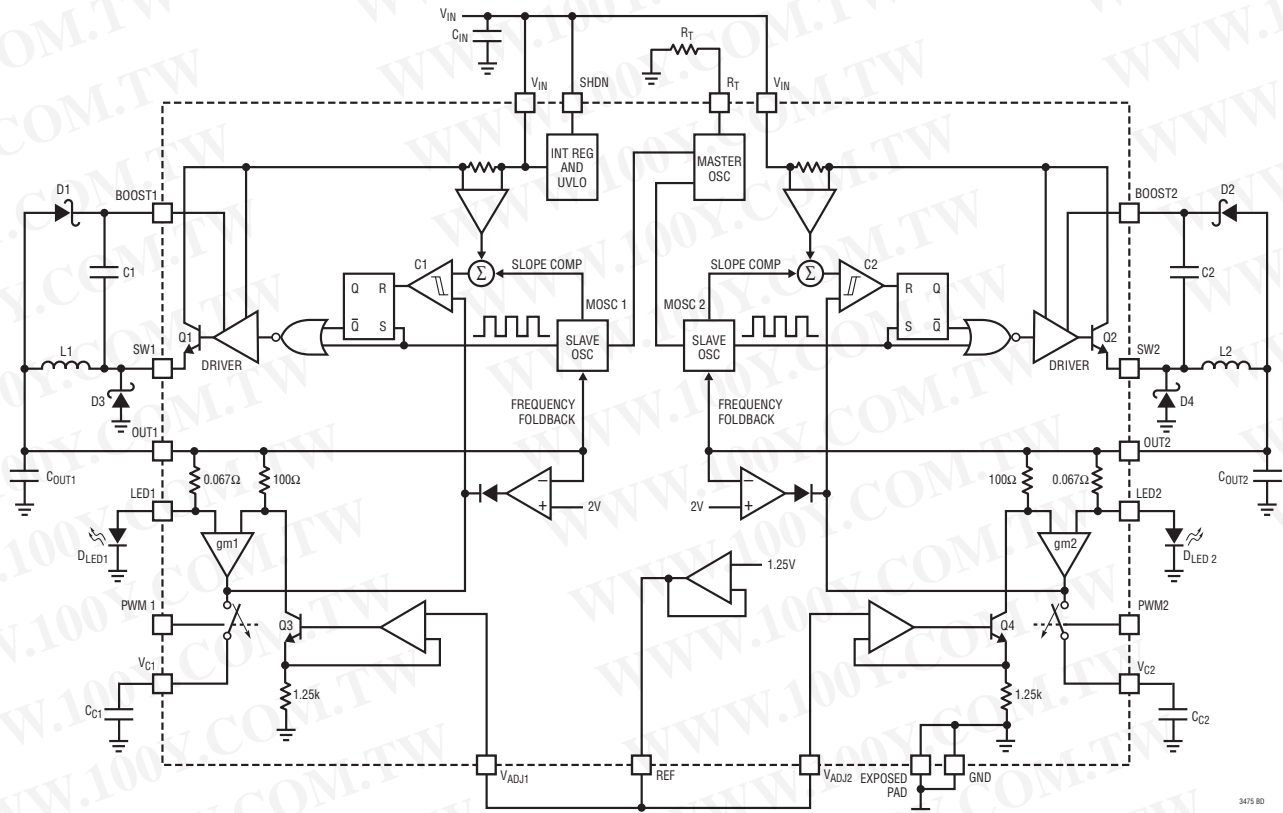 VIN
CIN
RT
VIN
SHDN
RT
VIN
INT REG
AND
UVLO
MASTER
OSC
D1
BOOST1
BOOST2
D2
C1
C1
Σ
SLOPE COMP
SLOPE COMP
Σ
C2
C2
Q
R
Q̅
S
MOSC 1
MOSC 2
R
Q
S
Q̅
SLAVE
OSC
SLAVE
OSC
Q1
DRIVER
DRIVER
Q2
L1
SW1
SW2
L2
D3
D4
FREQUENCY
FOLDBACK
FREQUENCY
FOLDBACK
OUT1
OUT2
COUT1
0.067Ω
100Ω
100Ω
0.067Ω
COUT2
LED1
LED2
−
+
2V
2V
−
+
DLED1
gm1
gm2
DLED 2
1.25V
PWM 1
PWM2
Q3
Q4
VC1
VC2
CC1
1.25k
1.25k
CC2
VADJ1
REF
VADJ2
EXPOSED
PAD
GND
3475 BD
WWW.100Y.COM.TW